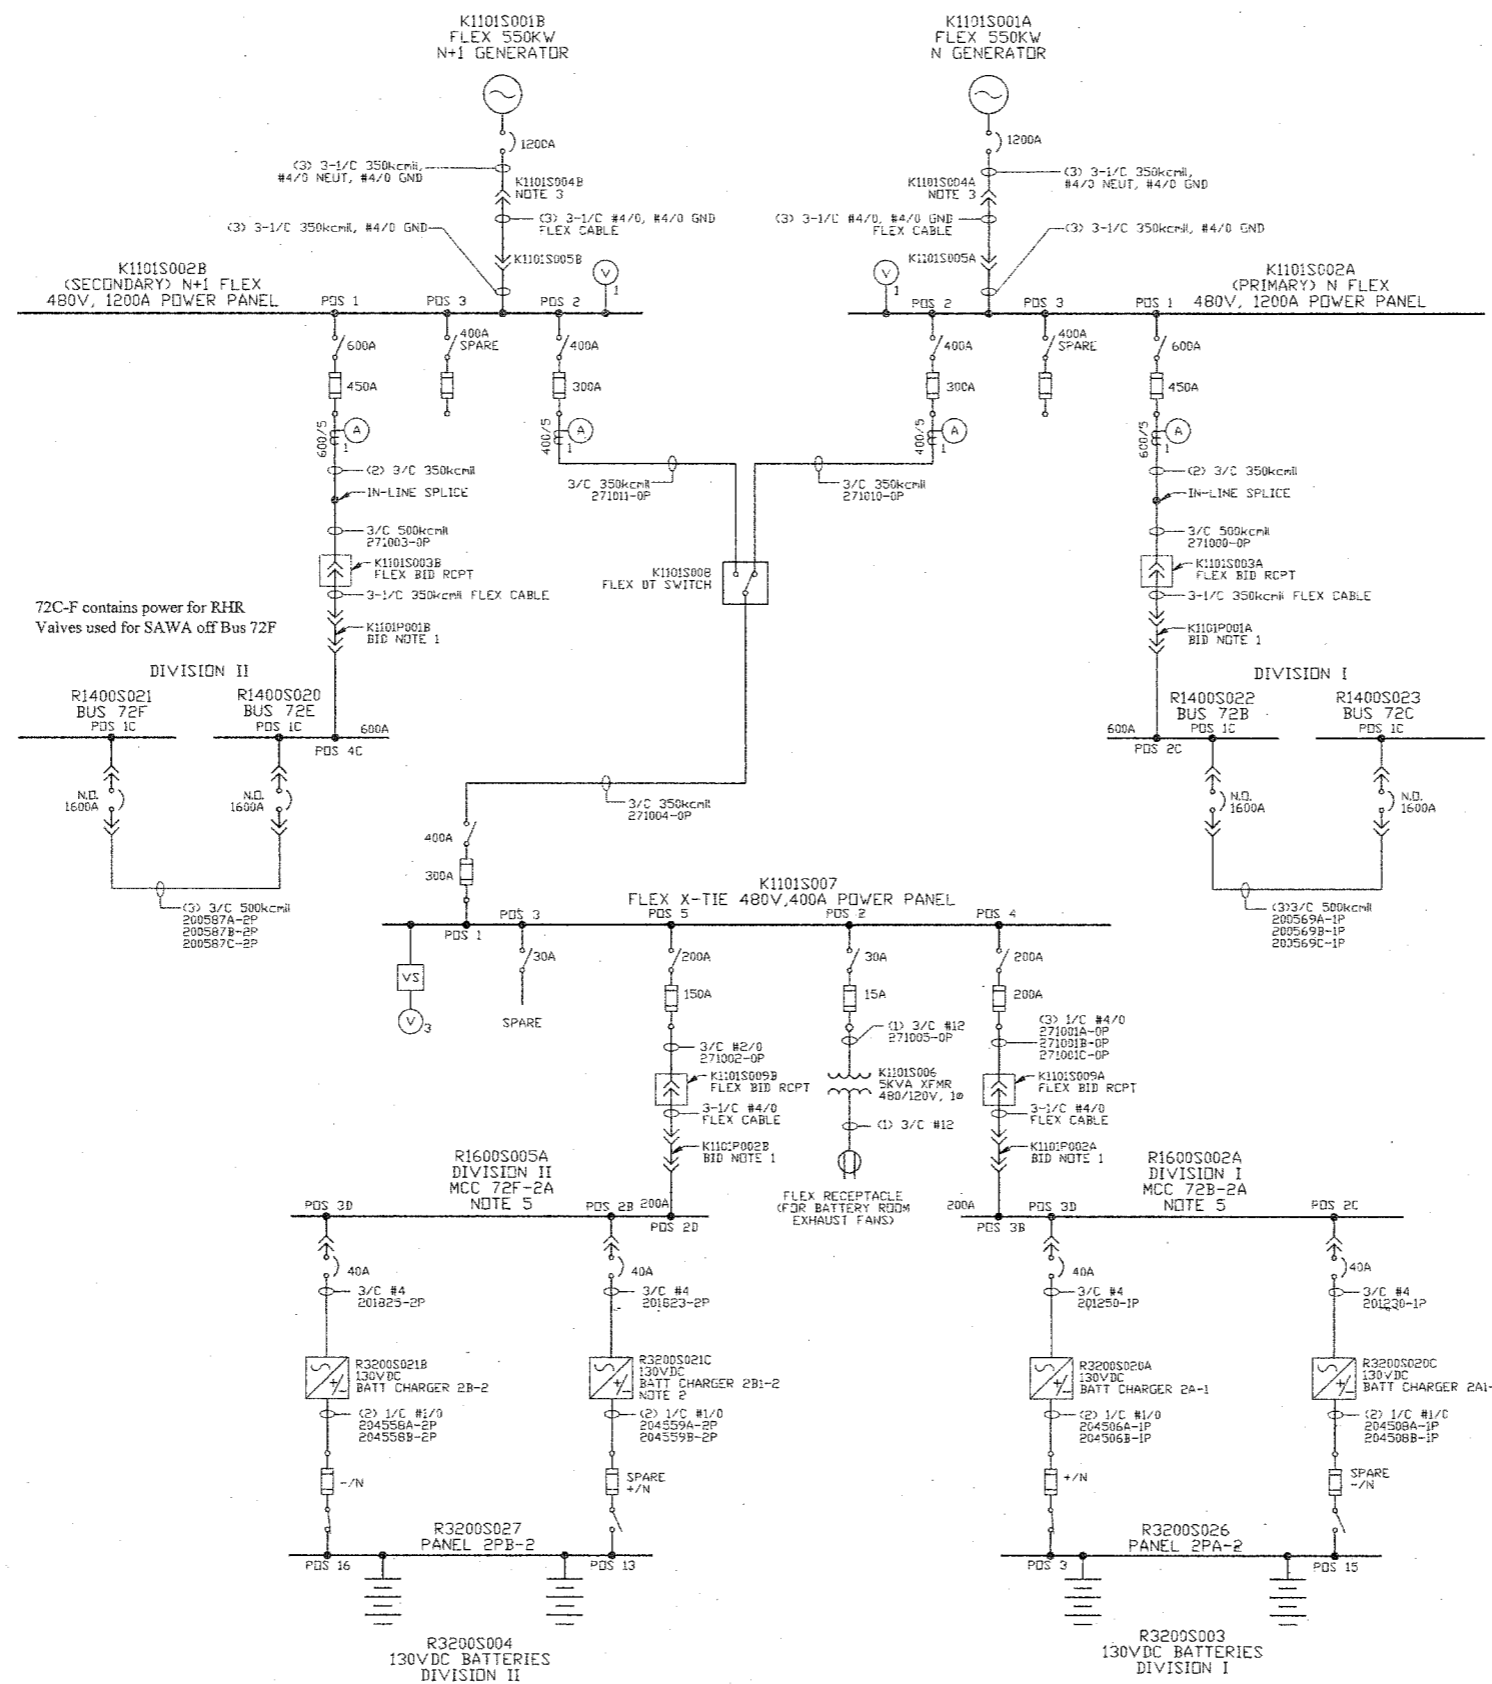 K1101S001B
FLEX 550KW
N+1 GENERATOR
K1101S001A
FLEX 550KW
N GENERATOR
1200A
1200A
(3) 3-1/C 350kcmil,
#4/0 NEUT, #4/0 GND
K1101S004B
NOTE 3
(3) 3-1/C #4/0, #4/0 GND
FLEX CABLE
(3) 3-1/C 350kcmil, #4/0 GND
K1101S005B
(3) 3-1/C 350kcmil,
#4/0 NEUT, #4/0 GND
K1101S004A
NOTE 3
(3) 3-1/C #4/0, #4/0 GND
FLEX CABLE
(3) 3-1/C 350kcmil, #4/0 GND
K1101S005A
K1101S002B
(SECONDARY) N+1 FLEX
480V, 1200A POWER PANEL
POS 1
POS 3
POS 2
V
1
V
1
POS 2
POS 3
POS 1
K1101S002A
(PRIMARY) N FLEX
480V, 1200A POWER PANEL
600A
400A
SPARE
400A
400A
400A
SPARE
600A
450A
300A
300A
450A
600/5
A
1
400/5
A
1
400/5
A
1
600/5
A
1
(2) 3/C 350kcmil
IN-LINE SPLICE
3/C 500kcmil
271003-0P
K1101S003B
FLEX BID RCPT
3-1/C 350kcmil FLEX CABLE
K1101P001B
BID NOTE 1
3/C 350kcmil
271011-0P
3/C 350kcmil
271010-0P
K1101S008
FLEX DT SWITCH
(2) 3/C 350kcmil
IN-LINE SPLICE
3/C 500kcmil
271000-0P
K1101S003A
FLEX BID RCPT
3-1/C 350kcmil FLEX CABLE
K1101P001A
BID NOTE 1
72C-F contains power for RHR
Valves used for SAWA off Bus 72F
DIVISION II
R1400S021
BUS 72F
POS 1C
R1400S020
BUS 72E
POS 1C
600A
POS 4C
N.O.
1600A
N.O.
1600A
(3) 3/C 500kcmil
200587A-2P
200587B-2P
200587C-2P
DIVISION I
R1400S022
BUS 72B
POS 1C
R1400S023
BUS 72C
POS 1C
600A
POS 2C
N.O.
1600A
N.O.
1600A
(3)3/C 500kcmil
200569A-1P
200569B-1P
200569C-1P
3/C 350kcmil
271004-0P
400A
300A
K1101S007
FLEX X-TIE 480V,400A POWER PANEL
POS 1
POS 3
POS 5
POS 2
POS 4
VS
V
3
30A
SPARE
200A
150A
3/C #2/0
271002-0P
K1101S009B
FLEX BID RCPT
3-1/C #4/0
FLEX CABLE
K1101P002B
BID NOTE 1
30A
15A
(1) 3/C #12
271005-0P
K1101S006
5KVA XFMR
480/120V, 1Ø
(1) 3/C #12
FLEX RECEPTACLE
(FOR BATTERY ROOM
EXHAUST FANS)
200A
200A
(3) 1/C #4/0
271001A-0P
271001B-0P
271001C-0P
K1101S009A
FLEX BID RCPT
3-1/C #4/0
FLEX CABLE
K1101P002A
BID NOTE 1
R1600S005A
DIVISION II
MCC 72F-2A
NOTE 5
POS 3D
POS 2B
200A
POS 2D
R1600S002A
DIVISION I
MCC 72B-2A
NOTE 5
200A
POS 3B
POS 3D
POS 2C
40A
3/C #4
201825-2P
40A
3/C #4
201823-2P
40A
3/C #4
201250-1P
40A
3/C #4
201230-1P
R3200S021B
130VDC
BATT CHARGER 2B-2
R3200S021C
130VDC
BATT CHARGER 2B1-2
NOTE 2
R3200S020A
130VDC
BATT CHARGER 2A-1
R3200S020C
130VDC
BATT CHARGER 2A1-
(2) 1/C #1/0
204558A-2P
204558B-2P
(2) 1/C #1/0
204559A-2P
204559B-2P
(2) 1/C #1/0
204506A-1P
204506B-1P
(2) 1/C #1/0
204508A-1P
204508B-1P
-/N
SPARE
+/N
+/N
SPARE
-/N
R3200S027
PANEL 2PB-2
POS 16
POS 13
R3200S026
PANEL 2PA-2
POS 3
POS 15
R3200S004
130VDC BATTERIES
DIVISION II
R3200S003
130VDC BATTERIES
DIVISION I